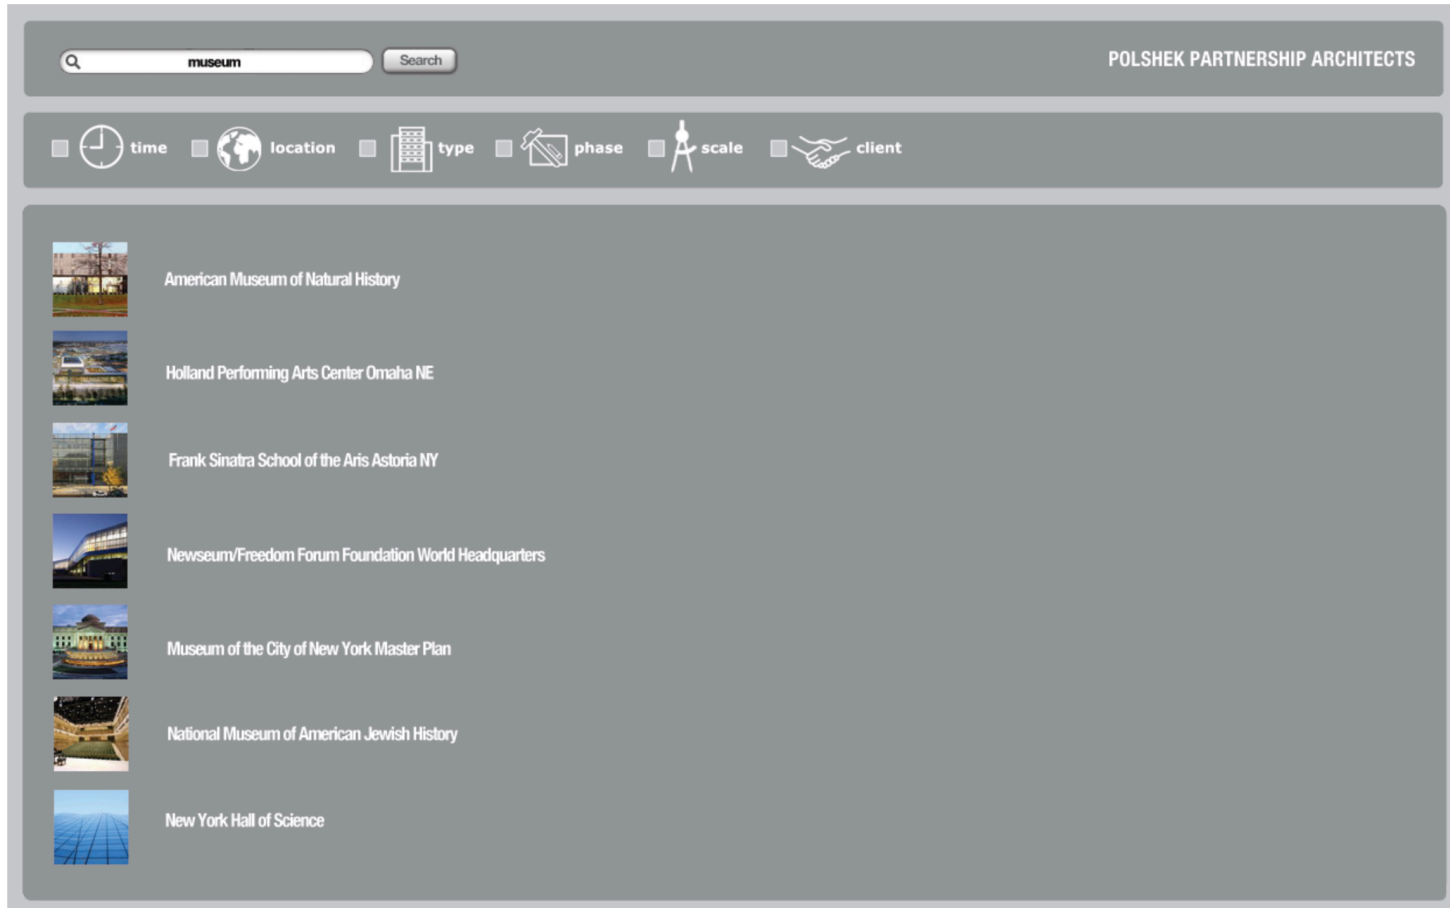 museum
Search
POLSHEK PARTNERSHIP ARCHITECTS
time
location
type
phase
scale
client
American Museum of Natural History
Holland Performing Arts Center Omaha NE
Frank Sinatra School of the Aris Astoria NY
Newseum/Freedom Forum Foundation World Headquarters
Museum of the City of New York Master Plan
National Museum of American Jewish History
New York Hall of Science